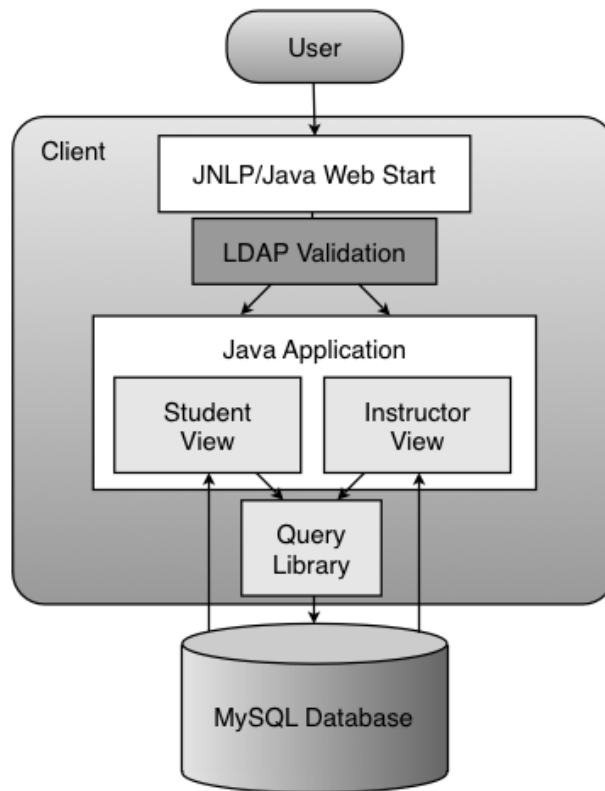 User
Client
JNLP/Java Web Start
LDAP Validation
Java Application
Student
View
Instructor
View
Query
Library
MySQL Database